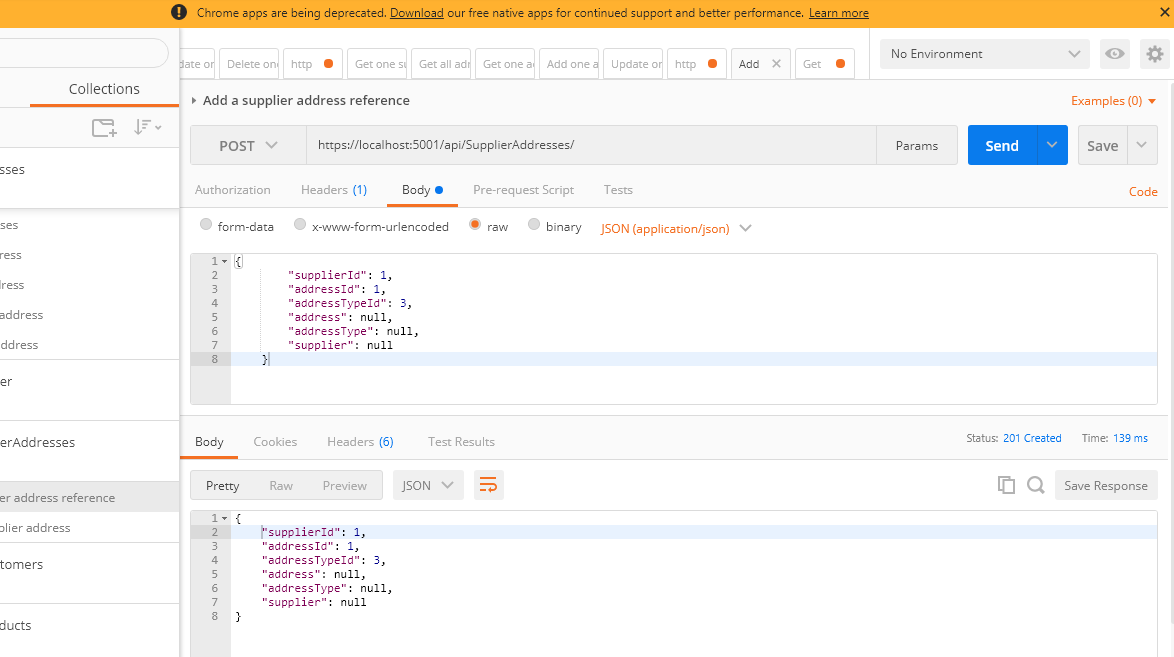 Chrome apps are being deprecated. Download our free native apps for continued support and better performance. Learn more
date or Delete one http Get one su Get all adr Get one ac Add one a Update or http Add Get
No Environment
Collections
Add a supplier address reference
Examples (0)
POST https://localhost:5001/api/SupplierAddresses/ Params Send Save
sses
Authorization Headers (1) Body Pre-request Script Tests Code
ses
form-data x-www-form-urlencoded raw binary JSON (application/json)
ress
ress
address
ddress
1 {
2 "supplierId": 1,
3 "addressId": 1,
4 "addressTypeId": 3,
5 "address": null,
6 "addressType": null,
7 "supplier": null
8 }
er
erAddresses
Body Cookies Headers (6) Test Results Status: 201 Created Time: 139 ms
er address reference
plier address
tomers
ducts
Pretty Raw Preview JSON Save Response
1 {
2 "supplierId": 1,
3 "addressId": 1,
4 "addressTypeId": 3,
5 "address": null,
6 "addressType": null,
7 "supplier": null
8 }